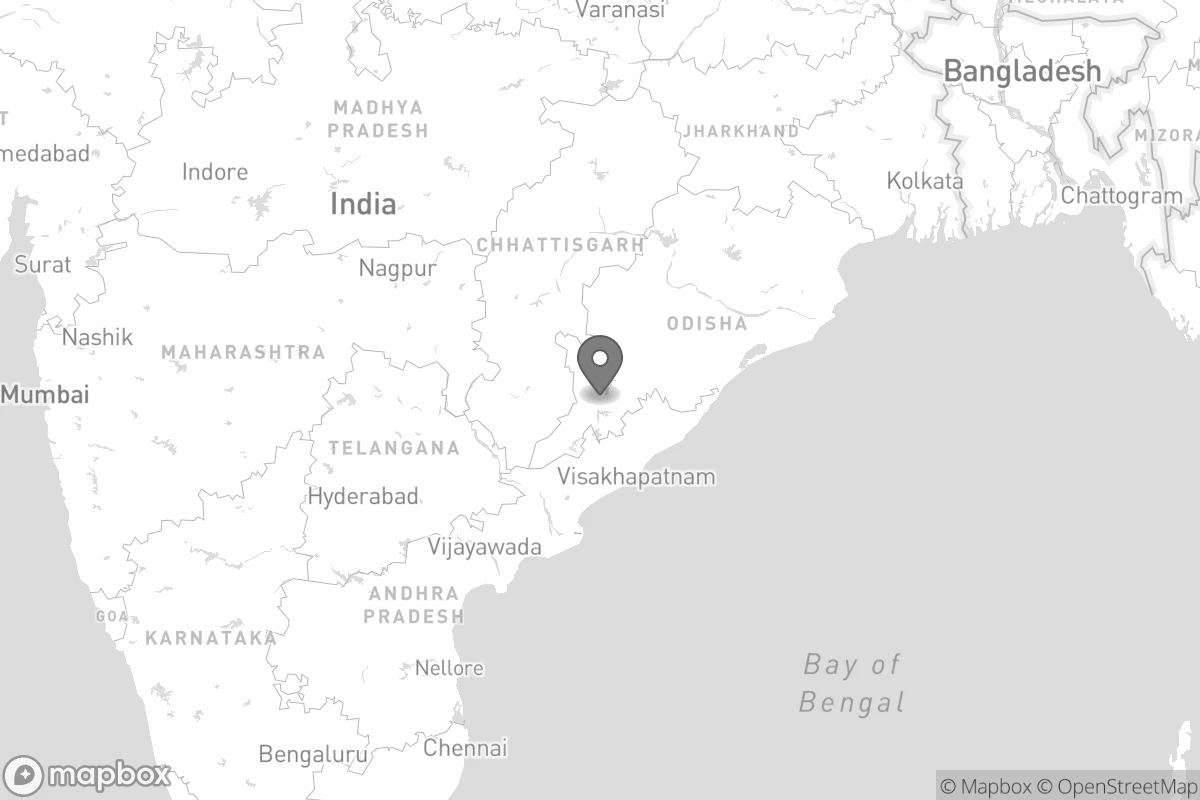 Varanasi
MEGHALAYA
Bangladesh
MADHYA
PRADESH
JHARKHAND
MIZORA
medabad
Indore
Kolkata
Chattogram
India
CHHATTISGARH
Surat
Nagpur
Nashik
MAHARASHTRA
ODISHA
Mumbai
TELANGANA
Hyderabad
Visakhapatnam
Vijayawada
ANDHRA
PRADESH
GOA
KARNATAKA
Nellore
Bay of
Bengal
Bengaluru
Chennai
mapbox
© Mapbox © OpenStreetMap